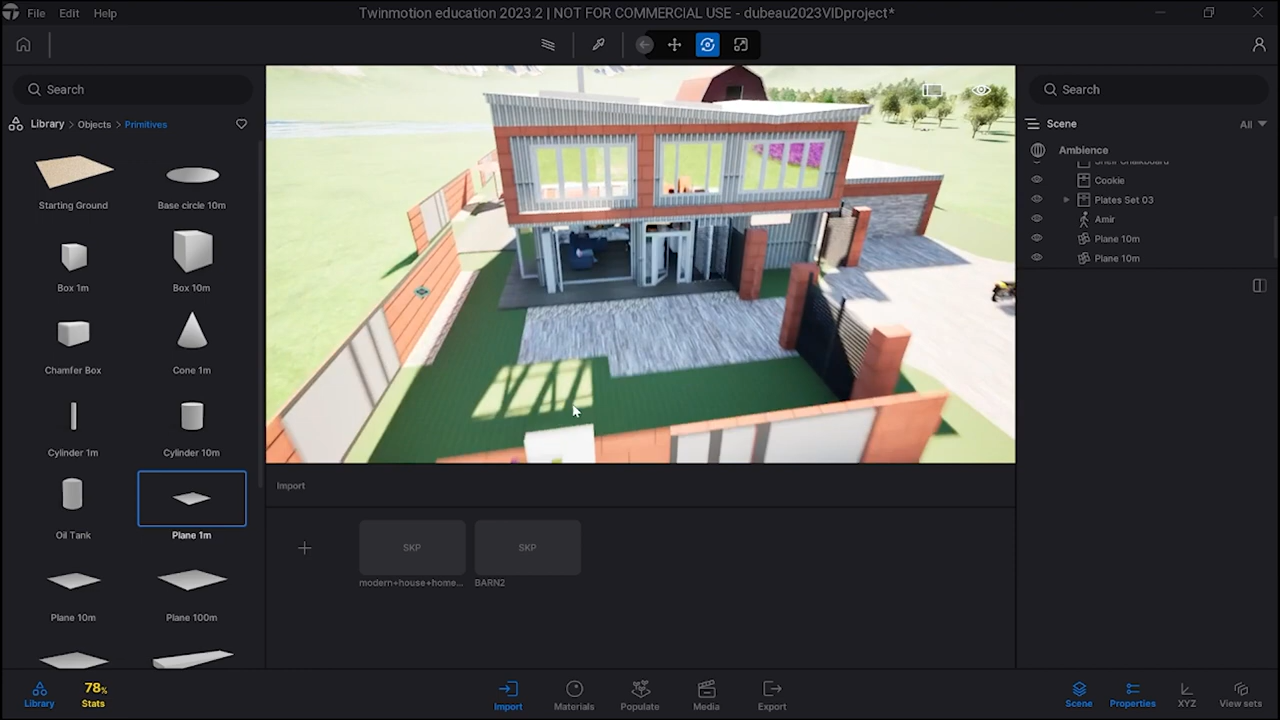 File Edit Help
Twinmotion education 2023.2 | NOT FOR COMMERCIAL USE - dubeau2023VIDproject*
Search
Library > Objects > Primitives
Starting Ground
Base circle 10m
Box 1m
Box 10m
Chamfer Box
Cone 1m
Cylinder 1m
Cylinder 10m
Oil Tank
Plane 1m
Plane 10m
Plane 100m
Import
SKP
modern+house+home...
SKP
BARN2
Search
Scene
All
Ambience
Shelf Chalkboard
Cookie
Plates Set 03
Amir
Plane 10m
Plane 10m
Library
78%
Stats
Import
Materials
Populate
Media
Export
Scene
Properties
XYZ
View sets